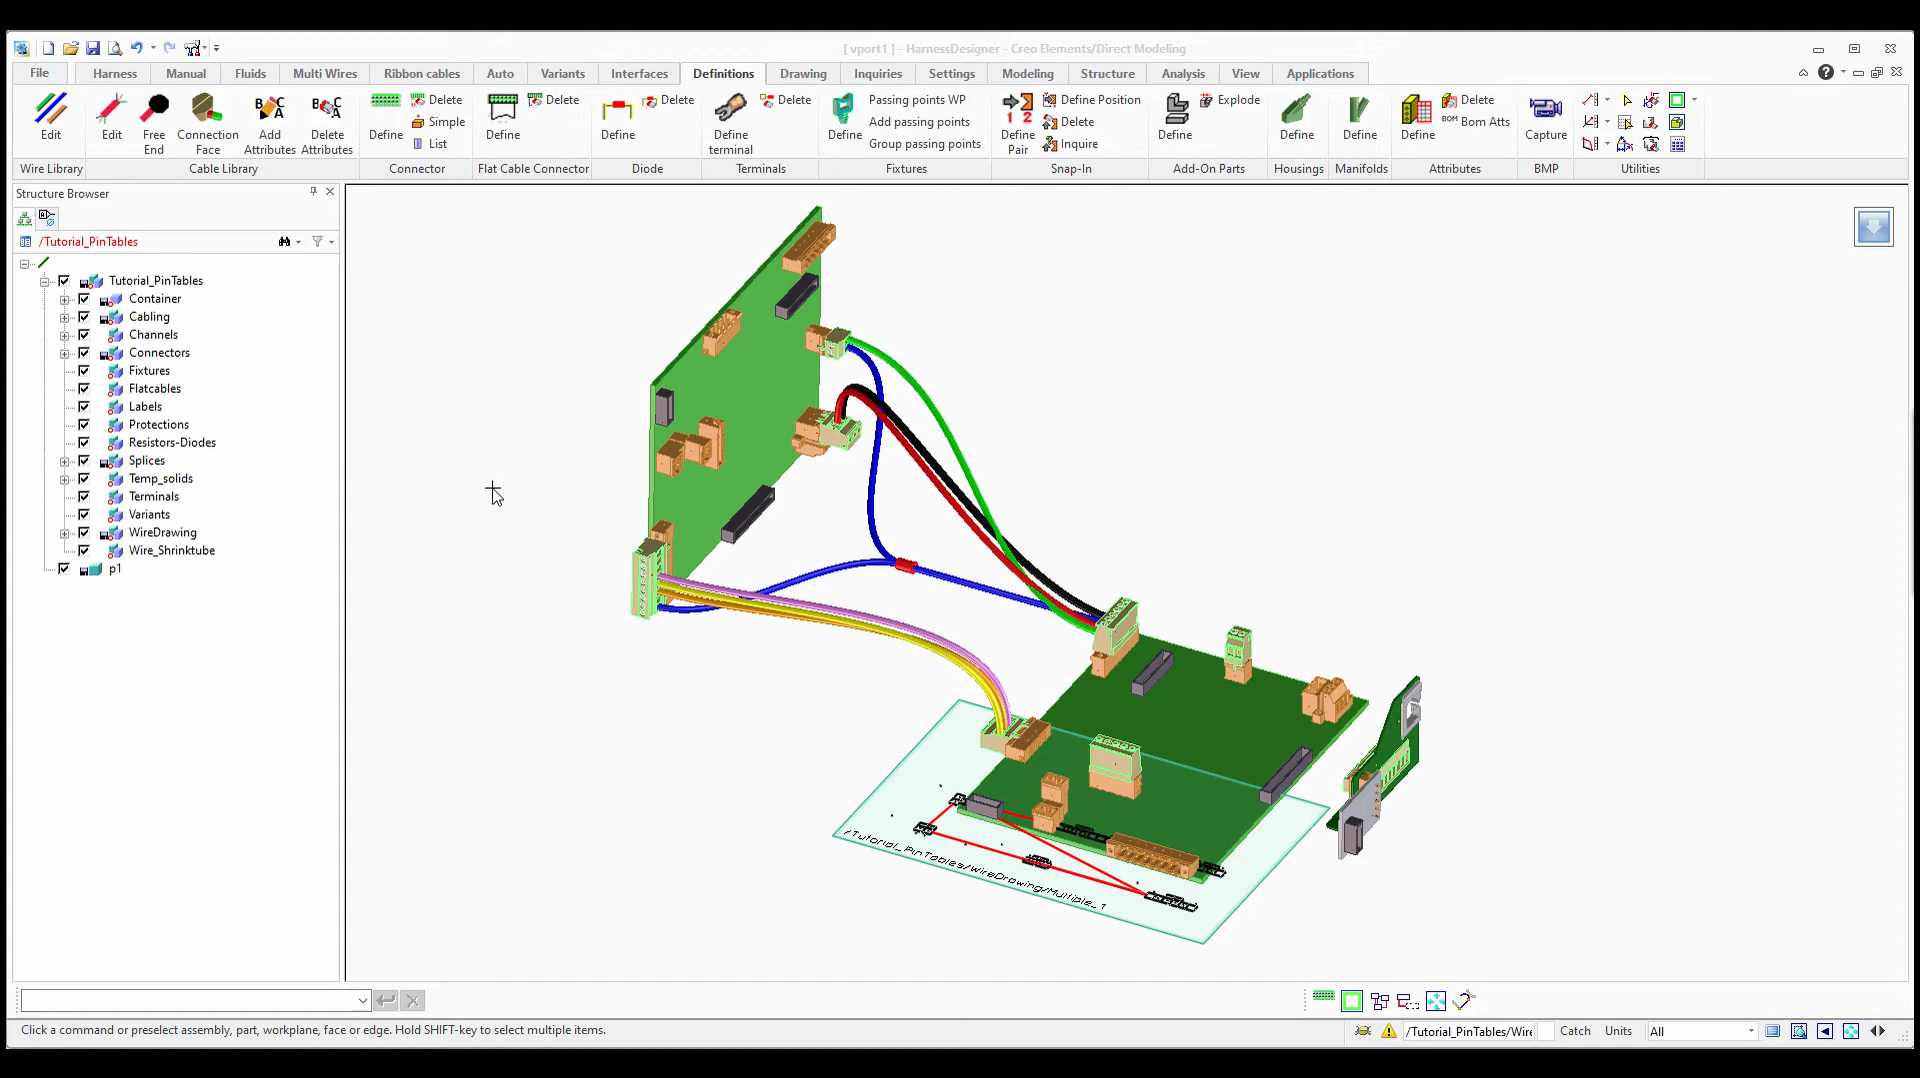 [ vport1 ] - HarnessDesigner - Creo Elements/Direct Modeling
File Harness Manual Fluids Multi Wires Ribbon cables Auto Variants Interfaces Definitions Drawing Inquiries Settings Modeling Structure Analysis View Applications
Edit
Wire Library
Edit
Free End
Connection Face
Add Attributes
Delete Attributes
Cable Library
Define
Delete
Simple
List
Connector
Define
Delete
Flat Cable Connector
Define
Delete
Diode
Define terminal
Delete
Terminals
Define
Passing points WP
Add passing points
Group passing points
Fixtures
Define Pair
Define Position
Delete
Inquire
Snap-In
Define
Explode
Add-On Parts
Define
Housings
Define
Manifolds
Define
Delete
BOM Bom Atts
Attributes
Capture
BMP
Utilities
Structure Browser
/Tutorial_PinTables
Tutorial_PinTables
Container
Cabling
Channels
Connectors
Fixtures
Flatcables
Labels
Protections
Resistors-Diodes
Splices
Temp_solids
Terminals
Variants
WireDrawing
Wire_Shrinktube
p1
/Tutorial_PinTables/WireDrawing/Multiple_1
Click a command or preselect assembly, part, workplane, face or edge. Hold SHIFT-key to select multiple items.
/Tutorial_PinTables/Wire
Catch
Units
All